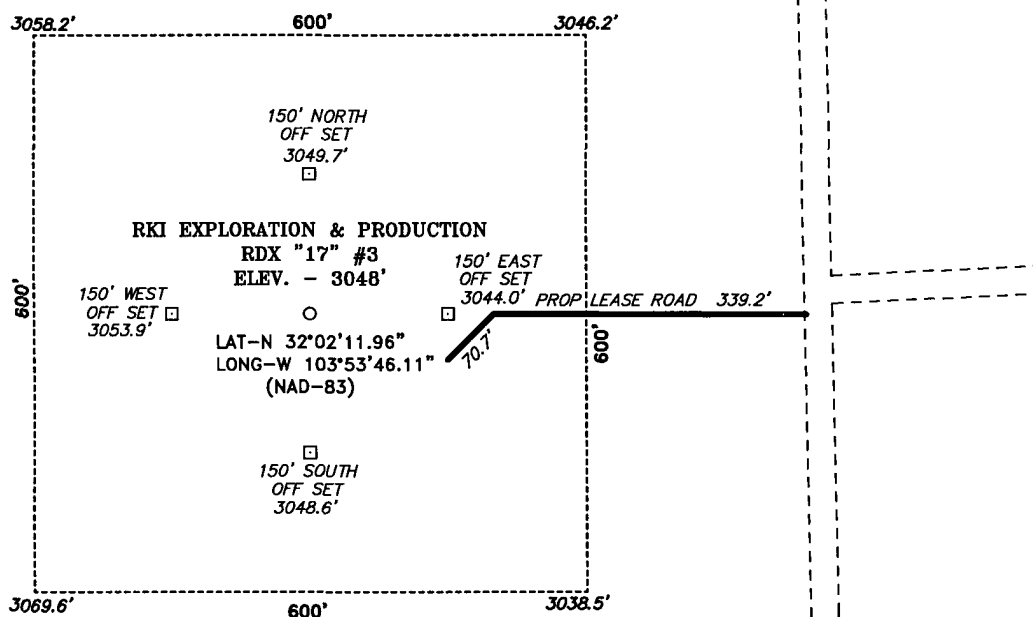 3058.2'
600'
3046.2'
150' NORTH
OFF SET
3049.7'
RKI EXPLORATION & PRODUCTION
RDX "17" #3
ELEV. - 3048'
150' EAST
OFF SET
3044.0'
PROP LEASE ROAD 339.2'
150' WEST
OFF SET
3053.9'
600'
600'
70.7'
LAT-N 32°02'11.96"
LONG-W 103°53'46.11"
(NAD-83)
150' SOUTH
OFF SET
3048.6'
3069.6'
600'
3038.5'